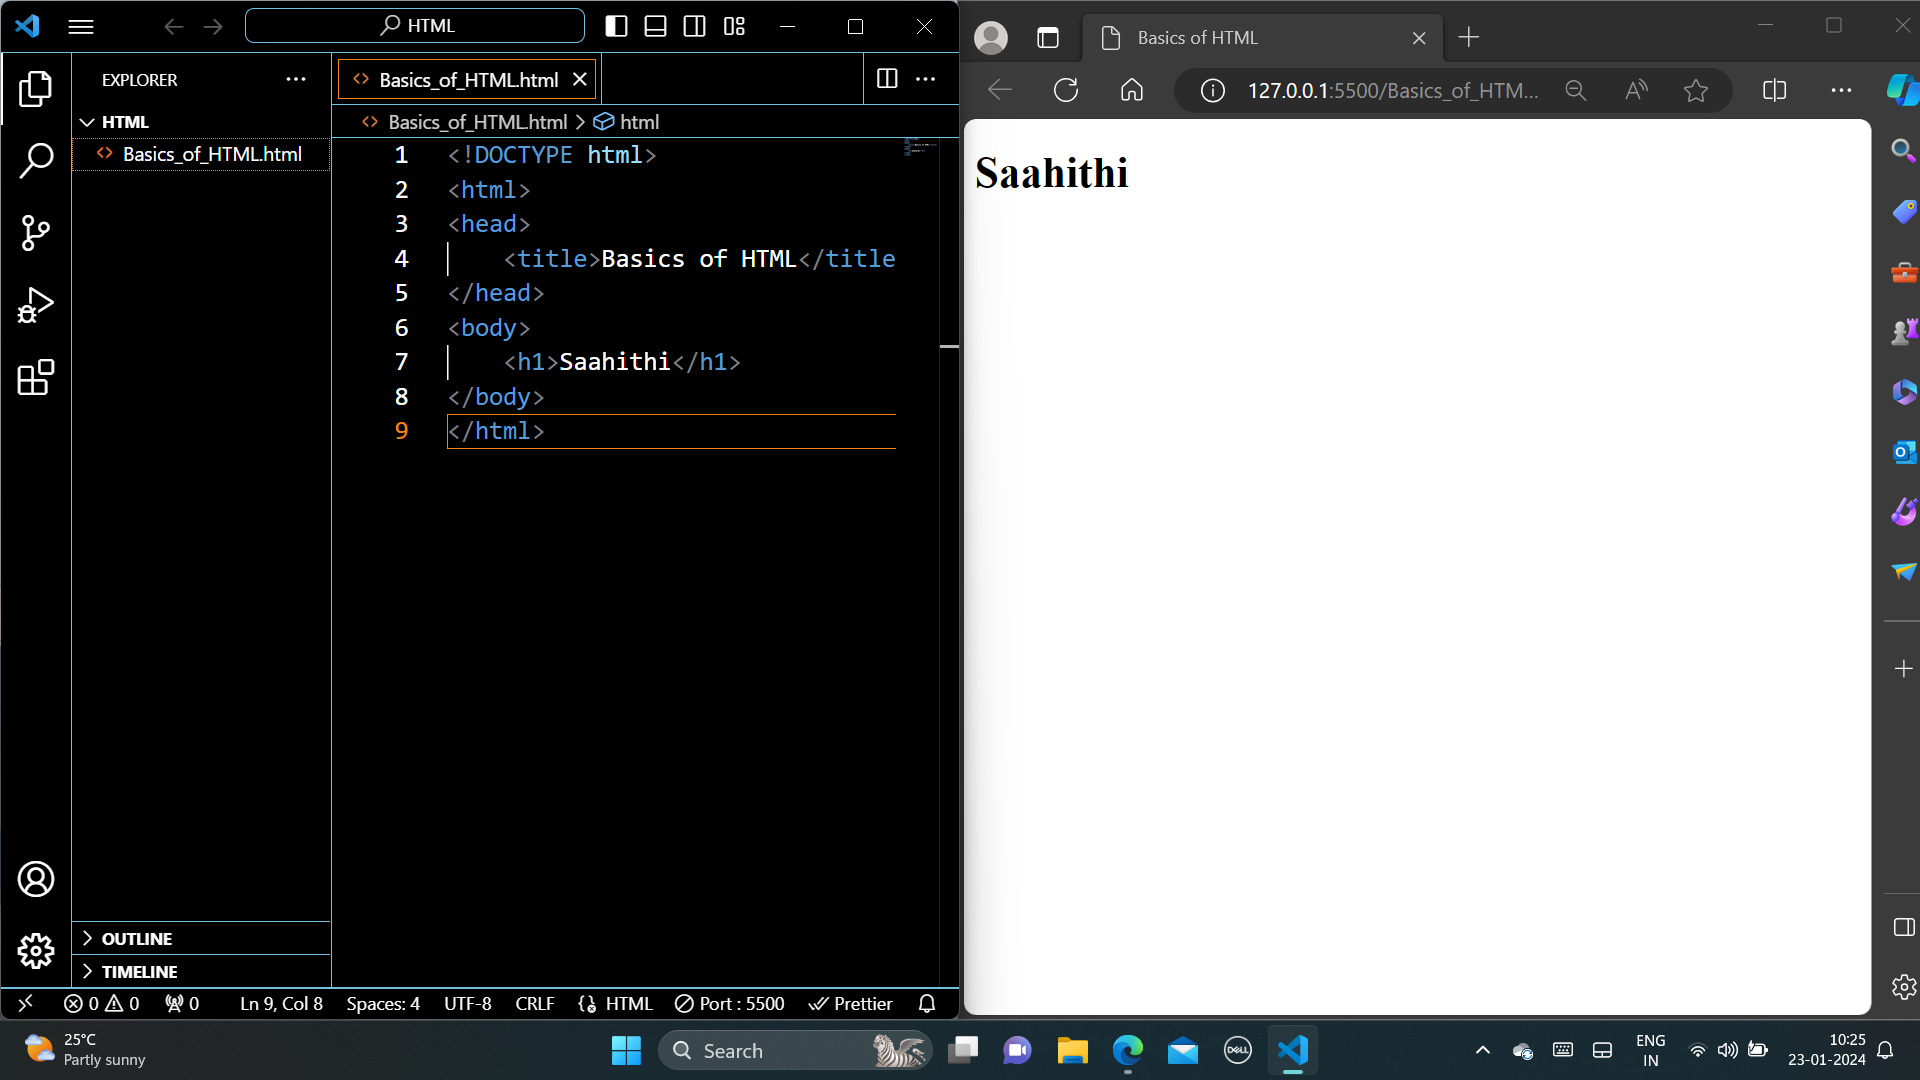 HTML
EXPLORER
HTML
Basics_of_HTML.html
OUTLINE
TIMELINE
Basics_of_HTML.html
Basics_of_HTML.html > html
1 <!DOCTYPE html>
2 <html>
3 <head>
4     <title>Basics of HTML</title
5 </head>
6 <body>
7     <h1>Saahithi</h1>
8 </body>
9 </html>
0 0 0 Ln 9, Col 8 Spaces: 4 UTF-8 CRLF HTML Port : 5500 Prettier
Basics of HTML
127.0.0.1:5500/Basics_of_HTM...
Saahithi
25°C
Partly sunny
Search
DELL
ENG
IN
10:25
23-01-2024